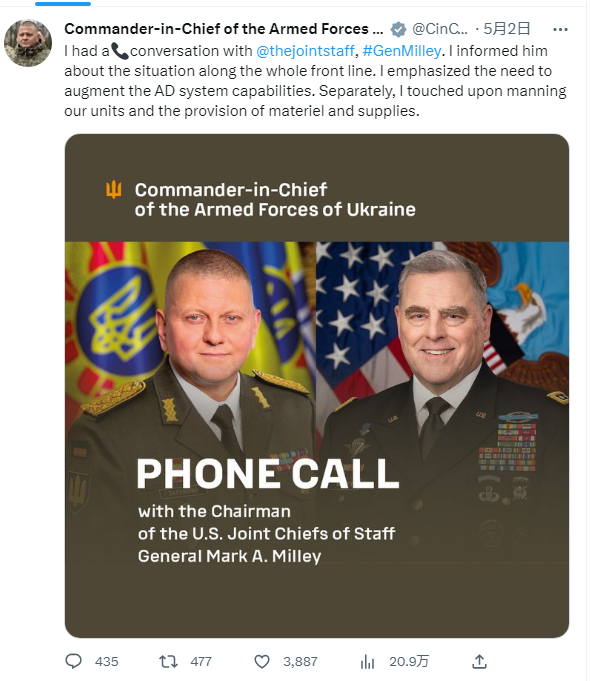 Commander-in-Chief of the Armed Forces ... @CinC... · 5月2日
I had a📞conversation with @thejointstaff, #GenMilley. I informed him
about the situation along the whole front line. I emphasized the need to
augment the AD system capabilities. Separately, I touched upon manning
our units and the provision of materiel and supplies.
Commander-in-Chief
of the Armed Forces of Ukraine
PHONE CALL
with the Chairman
of the U.S. Joint Chiefs of Staff
General Mark A. Milley
435 477 3,887 20.9万